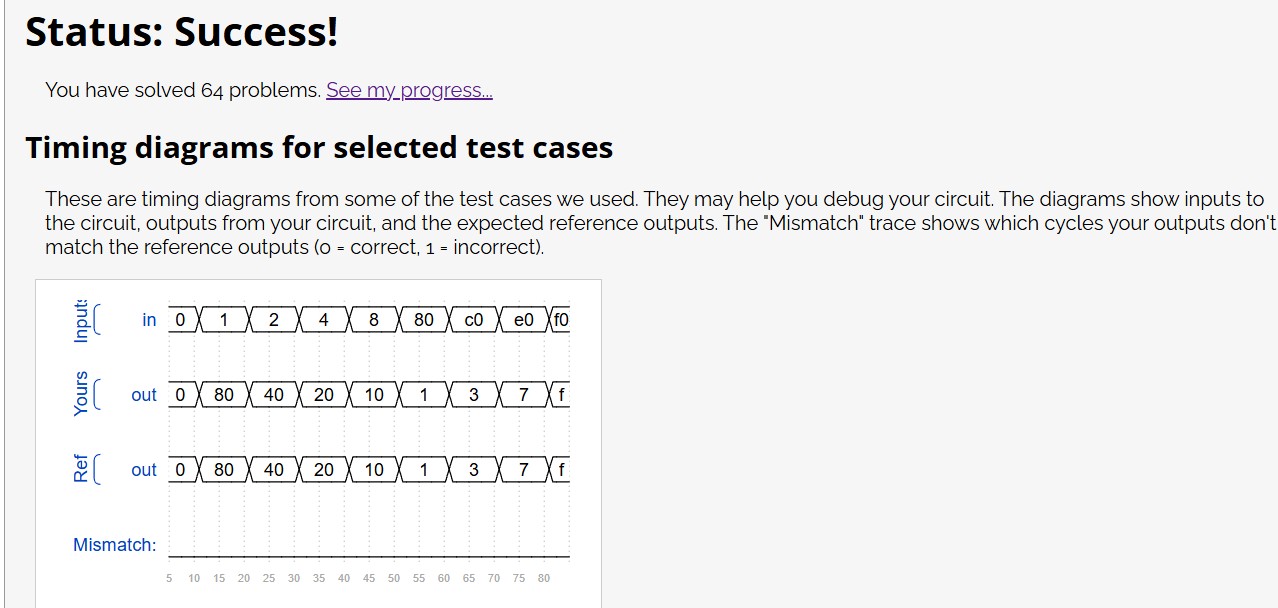 Status: Success!
You have solved 64 problems. See my progress...
Timing diagrams for selected test cases
These are timing diagrams from some of the test cases we used. They may help you debug your circuit. The diagrams show inputs to
the circuit, outputs from your circuit, and the expected reference outputs. The "Mismatch" trace shows which cycles your outputs don't
match the reference outputs (0 = correct, 1 = incorrect).
Inputs in 0 1 2 4 8 80 c0 e0 f0
Yours out 0 80 40 20 10 1 3 7 f
Ref out 0 80 40 20 10 1 3 7 f
Mismatch:
5 10 15 20 25 30 35 40 45 50 55 60 65 70 75 80